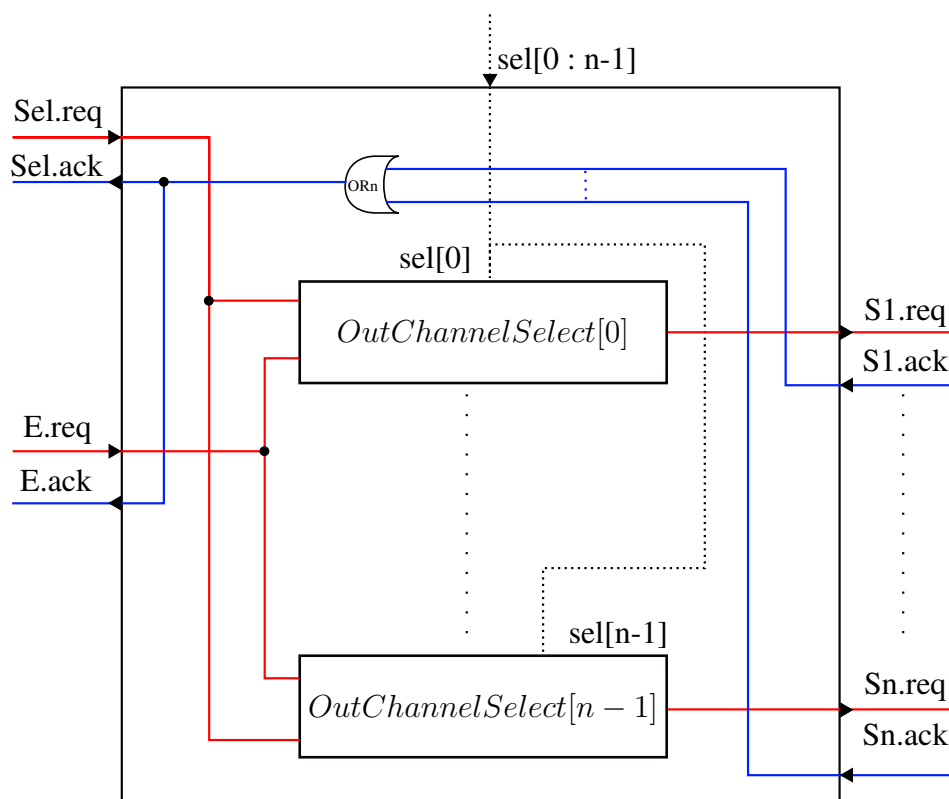 sel[0 : n-1]
Sel.req
Sel.ack
ORn
sel[0]
OutChannelSelect[0]
S1.req
S1.ack
E.req
E.ack
sel[n-1]
OutChannelSelect[n − 1]
Sn.req
Sn.ack